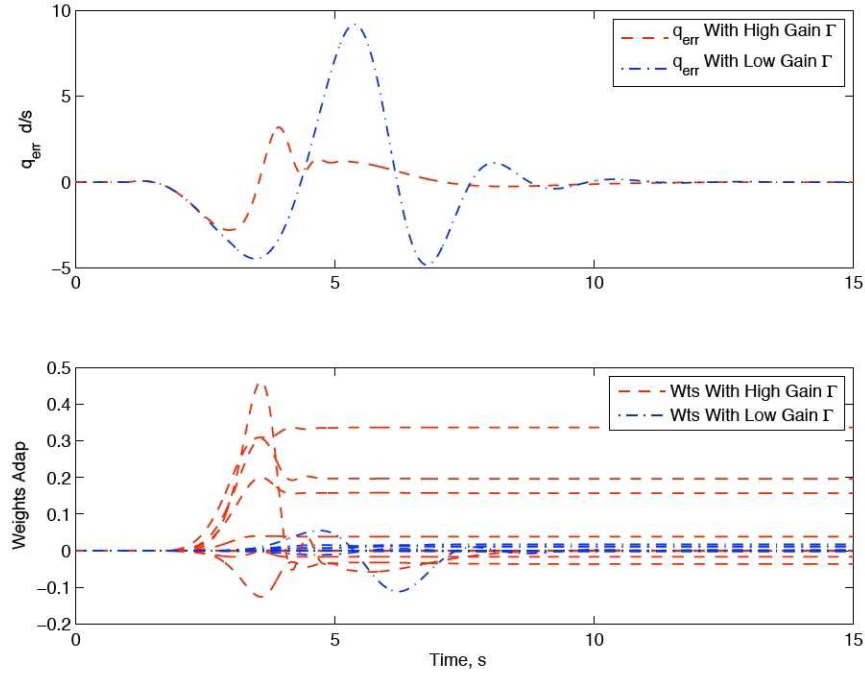 10
5
0
−5
q_err d/s
q_err With High Gain Γ
q_err With Low Gain Γ
0
5
10
15
0.5
0.4
0.3
0.2
0.1
0
−0.1
−0.2
Weights Adap
Wts With High Gain Γ
Wts With Low Gain Γ
0
5
10
15
Time, s